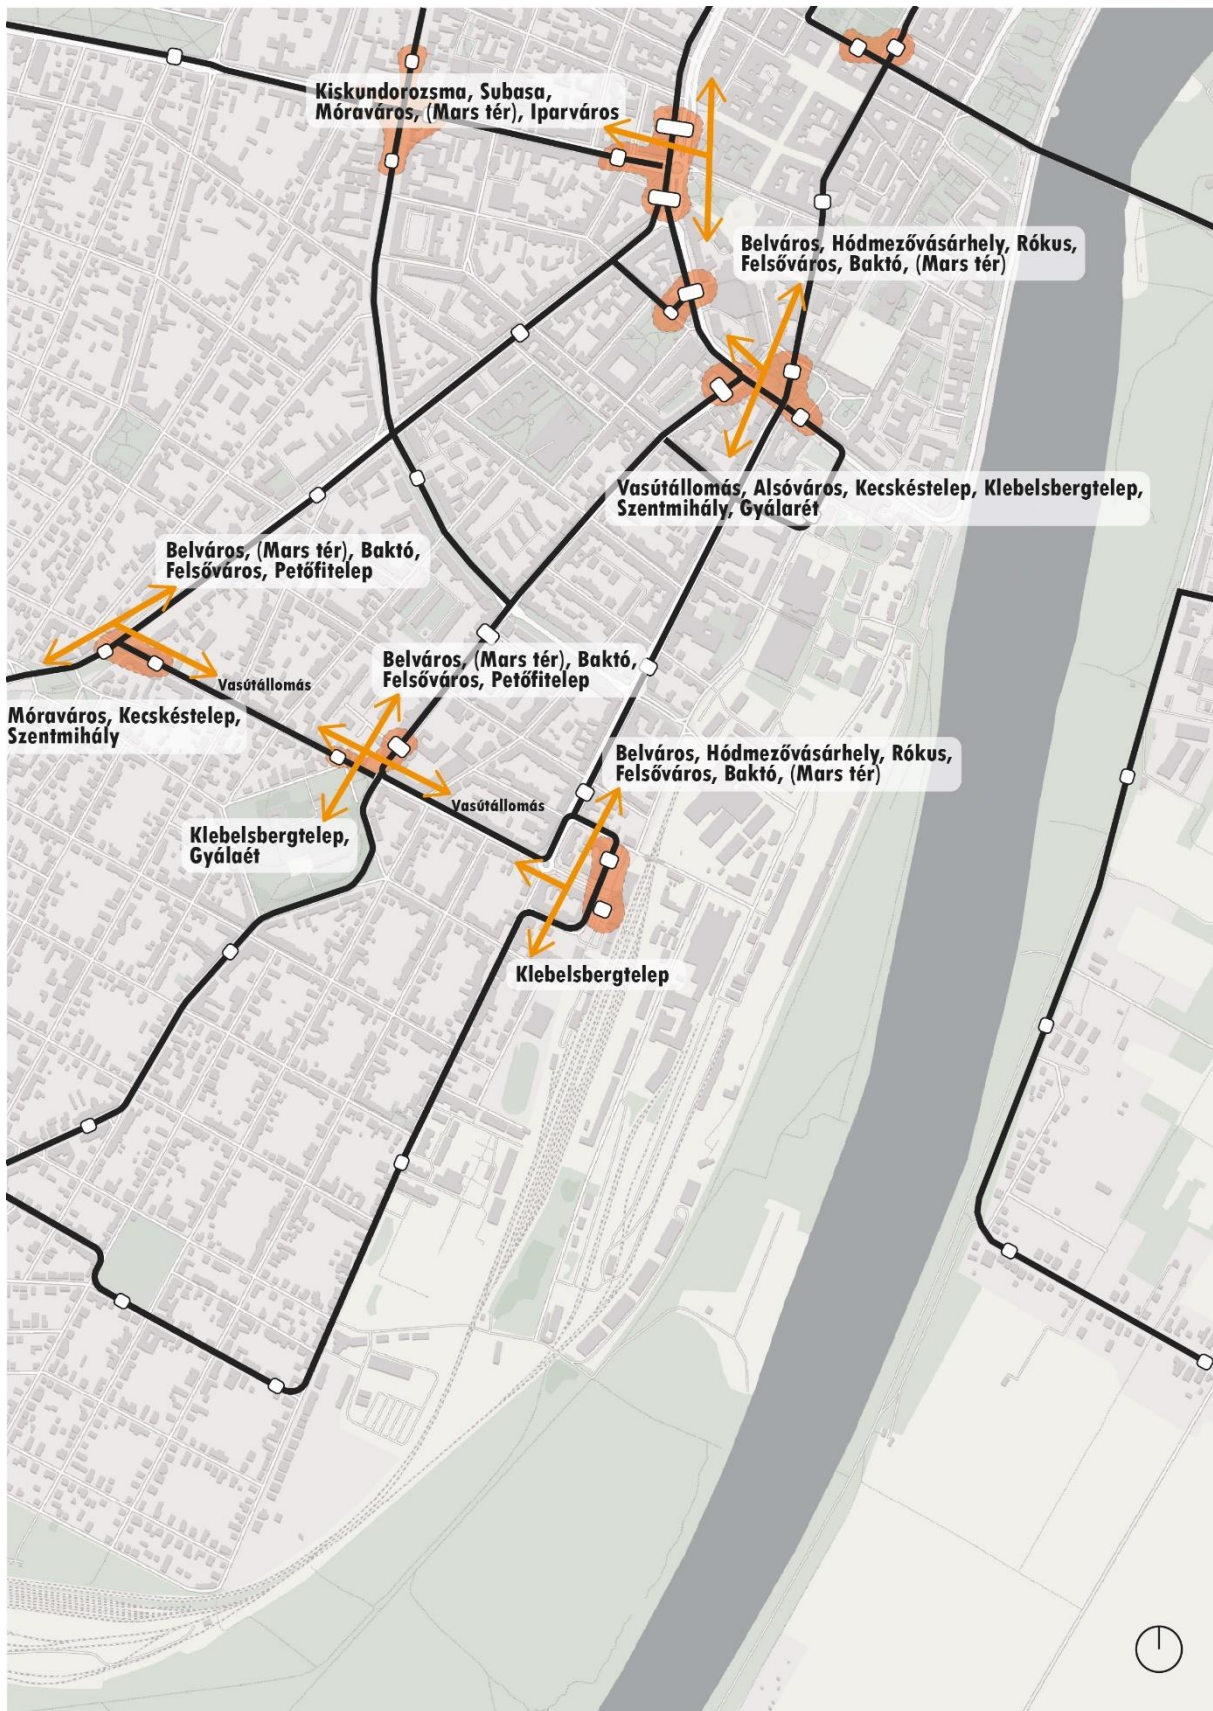 Kiskundorozsma, Subasa,
Móraváros, (Mars tér), Iparváros
Belváros, Hódmezővásárhely, Rókus,
Felsőváros, Baktó, (Mars tér)
Vasútállomás, Alsóváros, Kecskéstelep, Klebelsbergtelep,
Szentmihály, Gyálarét
Belváros, (Mars tér), Baktó,
Felsőváros, Petőfitelep
Vasútállomás
Móraváros, Kecskéstelep,
Szentmihály
Belváros, (Mars tér), Baktó,
Felsőváros, Petőfitelep
Vasútállomás
Klebelsbergtelep,
Gyálaét
Belváros, Hódmezővásárhely, Rókus,
Felsőváros, Baktó, (Mars tér)
Klebelsbergtelep